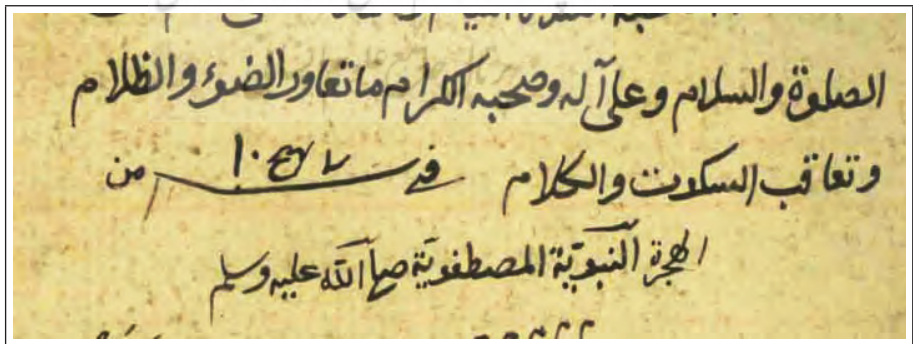 الصلوة والسلام وعلى آله وصحبه الكرام ما تعاور الضوء والظلام
وتعاقب السكوت والكلام في سنة من
الهجرة النبوية المصطفوية صلى الله عليه وسلم